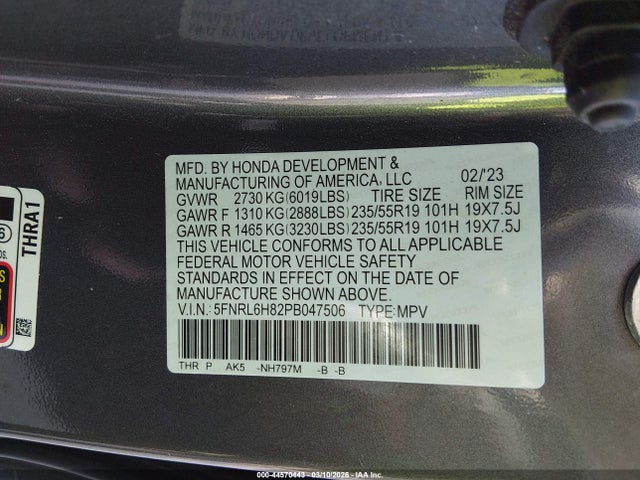 MFD. BY HONDA DEVELOPMENT &
MANUFACTURING OF AMERICA, LLC 02/'23
GVWR 2730 KG (6019LBS) TIRE SIZE RIM SIZE
GAWR F 1310 KG (2888LBS) 235/55R19 101H 19X7.5J
GAWR R 1465 KG (3230LBS) 235/55R19 101H 19X7.5J
THIS VEHICLE CONFORMS TO ALL APPLICABLE
FEDERAL MOTOR VEHICLE SAFETY
STANDARDS IN EFFECT ON THE DATE OF
MANUFACTURE SHOWN ABOVE.
V.I.N.: 5FNRL6H82PB047506 TYPE:MPV
THR P AK5 -NH797M -B -B
THRA1
6
000-44570443 - 03/10/2026 - IAA Inc.